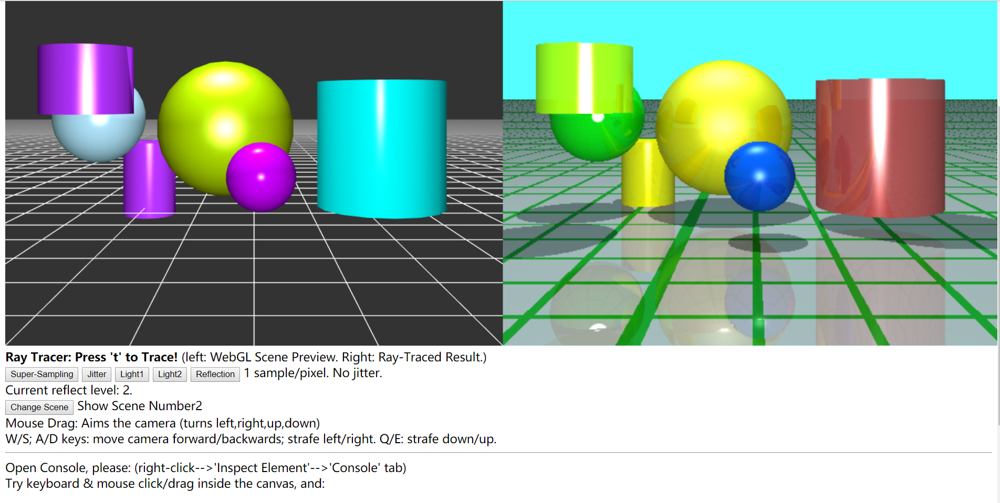 Ray Tracer: Press 't' to Trace! (left: WebGL Scene Preview. Right: Ray-Traced Result.)
Super-Sampling Jitter Light1 Light2 Reflection 1 sample/pixel. No jitter.
Current reflect level: 2.
Change Scene Show Scene Number2
Mouse Drag: Aims the camera (turns left,right,up,down)
W/S; A/D keys: move camera forward/backwards; strafe left/right. Q/E: strafe down/up.
Open Console, please: (right-click-->'Inspect Element'-->'Console' tab)
Try keyboard & mouse click/drag inside the canvas, and: